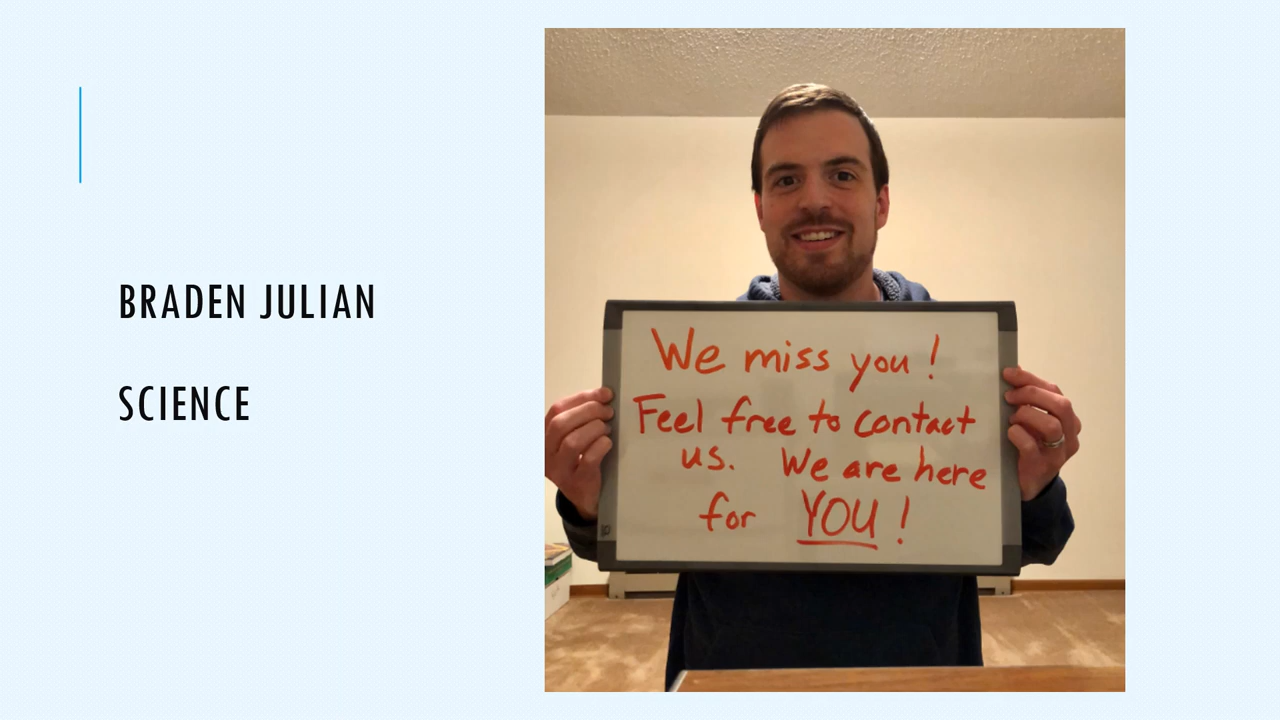 BRADEN JULIAN
SCIENCE
We miss you!
Feel free to contact
us. We are here
for YOU!